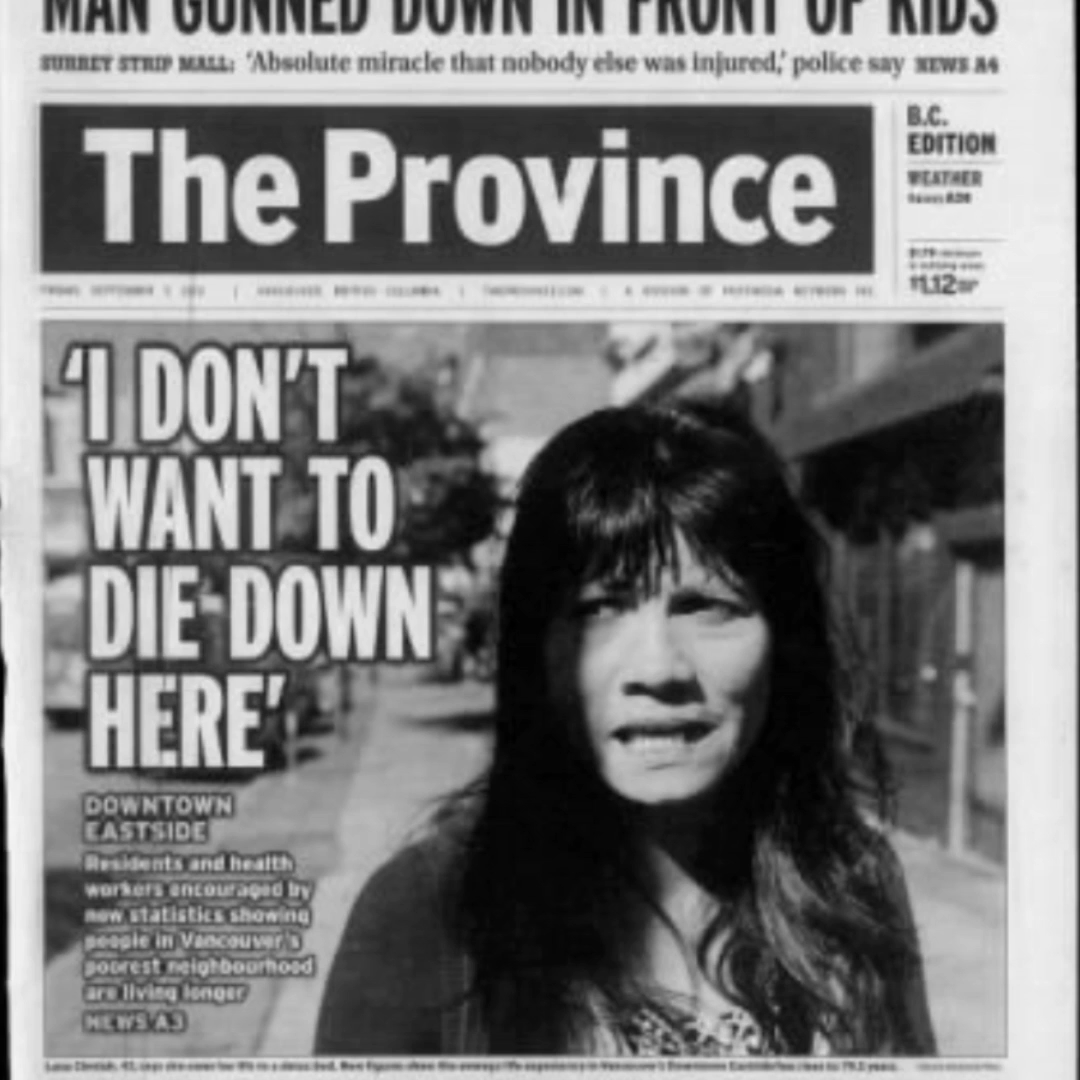 MAN GUNNED DOWN IN FRONT OF KIDS
SURREY STRIP MALL: 'Absolute miracle that nobody else was injured,' police say NEWS A4
The Province
B.C.
EDITION
WEATHER
$1.12
'I DON'T
WANT TO
DIE DOWN
HERE'
DOWNTOWN
EASTSIDE
Residents and health
workers encouraged by
new statistics showing
people in Vancouver's
poorest neighbourhood
are living longer
NEWS A3